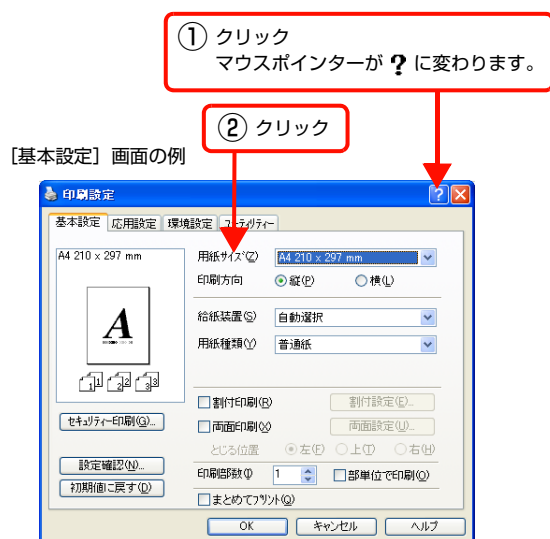 ① クリック
マウスポインターが ? に変わります。
② クリック
［基本設定］画面の例
印刷設定
基本設定 応用設定 環境設定 ユーティリティー
A4 210 x 297 mm
A
1 2 3
1 2 3
セキュリティー印刷(G)...
設定確認(N)...
初期値に戻す(D)
用紙サイズ(Z) A4 210 x 297 mm
印刷方向 縦(P) 横(L)
給紙装置(S) 自動選択
用紙種類(Y) 普通紙
割付印刷(R) 割付設定(E)...
両面印刷(X) 両面設定(U)...
とじる位置 左(F) 上(T) 右(H)
印刷部数(I) 1 部単位で印刷(O)
まとめてプリント(Q)
OK キャンセル ヘルプ